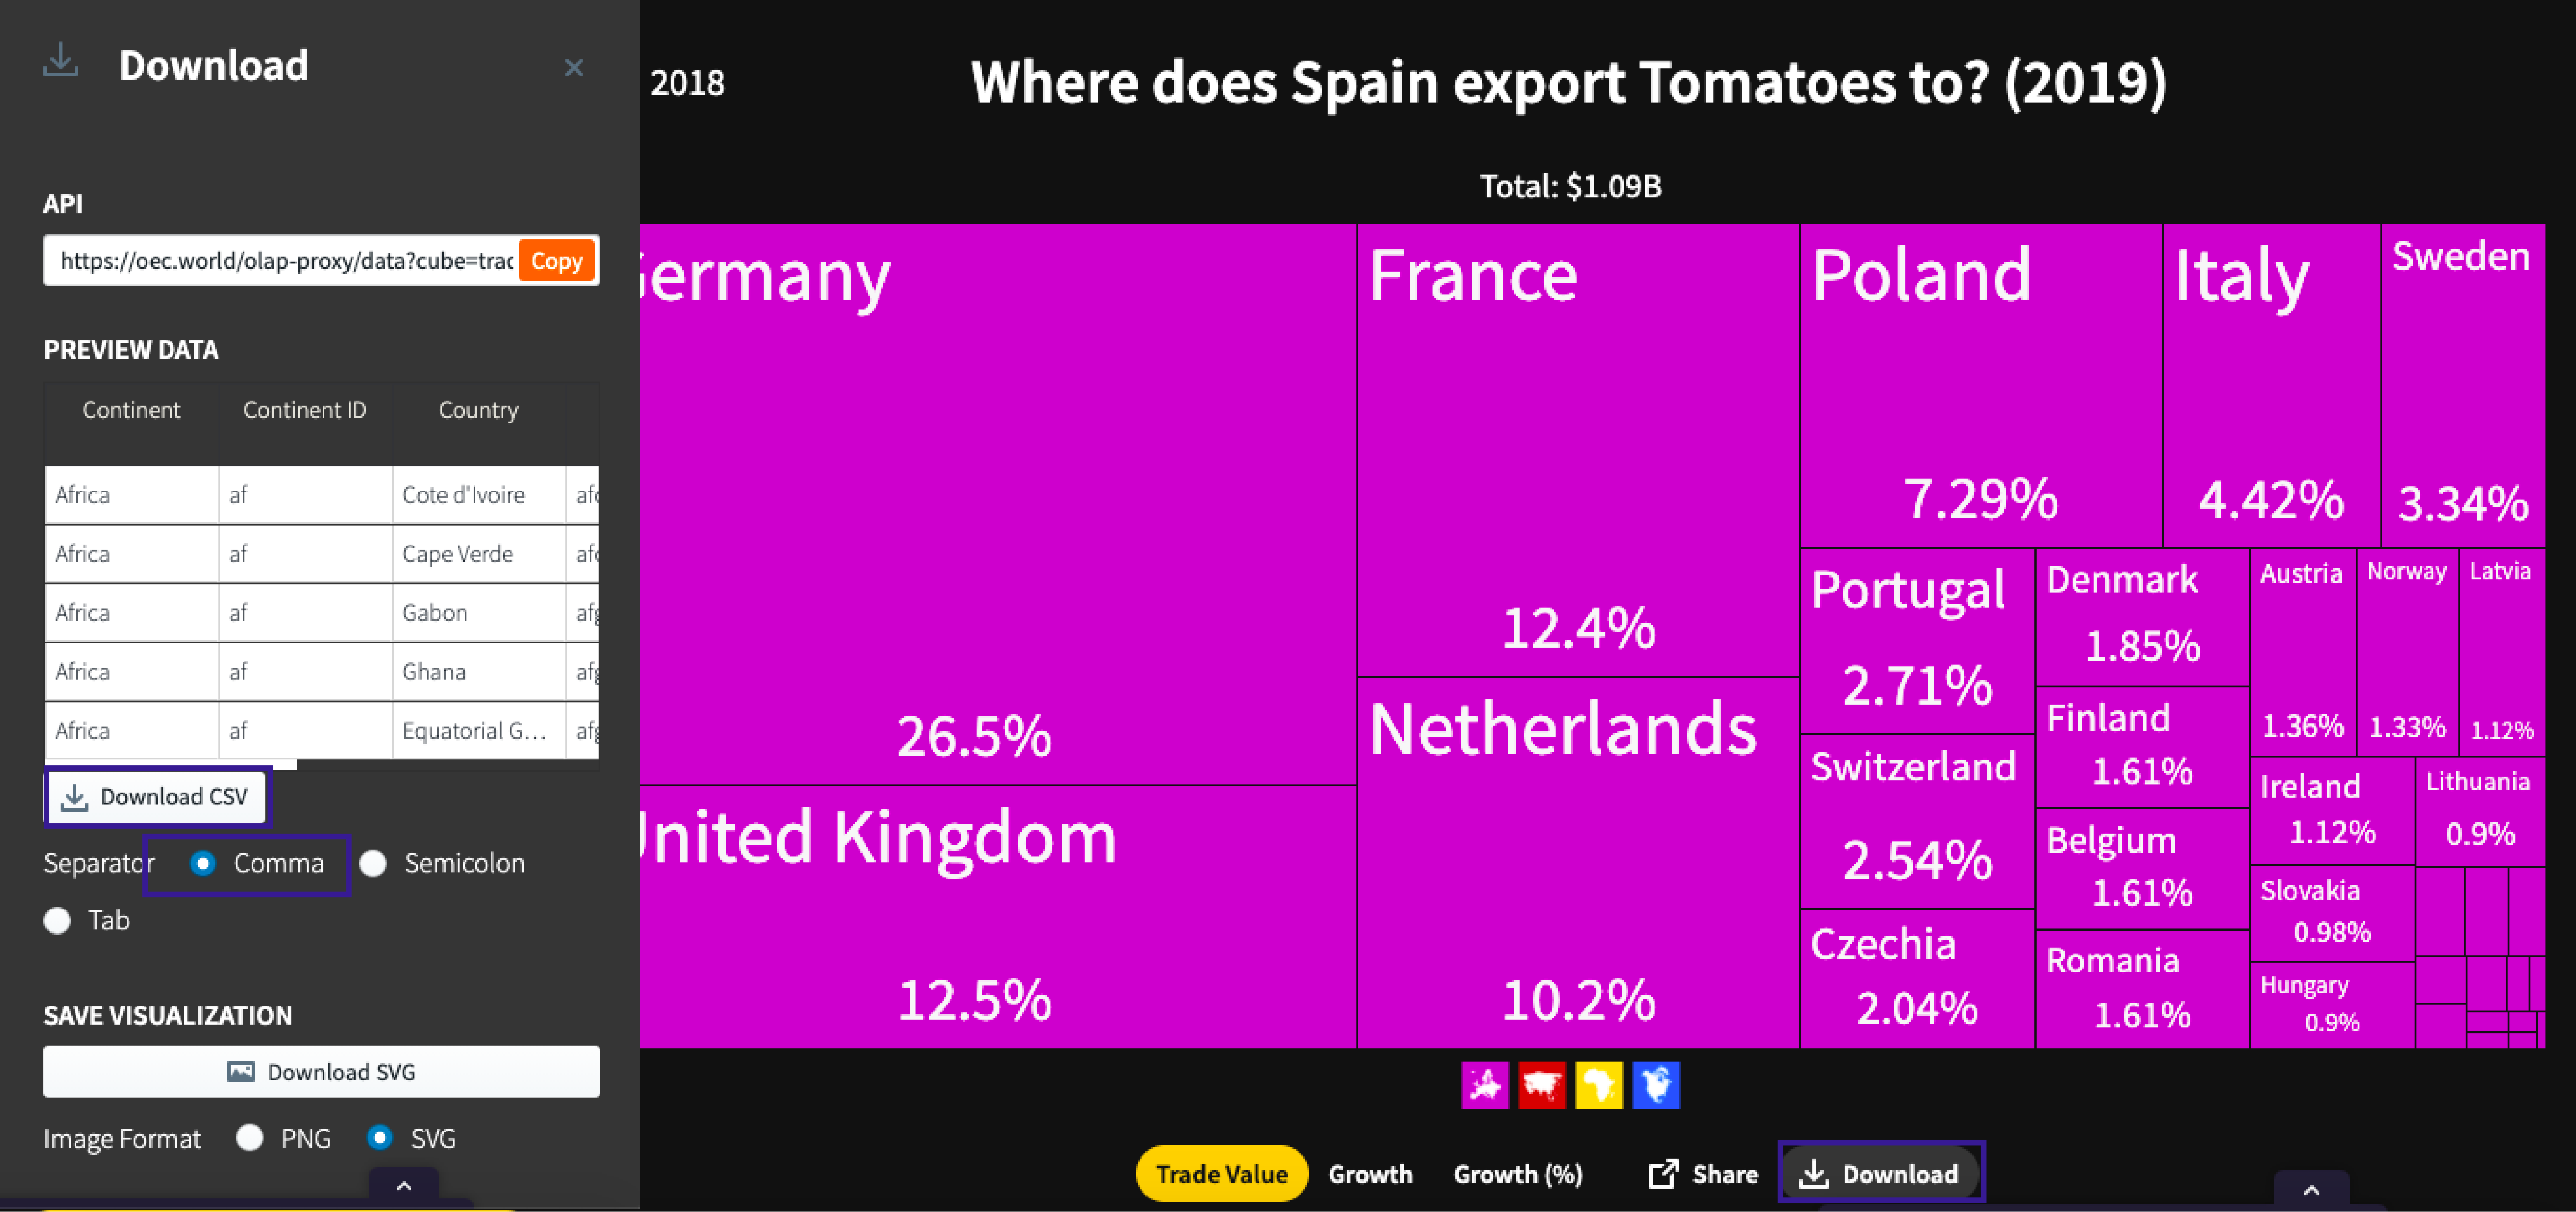 Download
API
https://oec.world/olap-proxy/data?cube=trac
Copy
PREVIEW DATA
Continent Continent ID Country
Africa af Cote d'Ivoire
Africa af Cape Verde
Africa af Gabon
Africa af Ghana
Africa af Equatorial G...
Download CSV
Separator Comma Semicolon
Tab
SAVE VISUALIZATION
Download SVG
Image Format PNG SVG
2018
Where does Spain export Tomatoes to? (2019)
Total: $1.09B
Germany
26.5%
United Kingdom
12.5%
France
12.4%
Netherlands
10.2%
Poland
7.29%
Italy
4.42%
Sweden
3.34%
Portugal
2.71%
Switzerland
2.54%
Czechia
2.04%
Denmark
1.85%
Finland
1.61%
Belgium
1.61%
Romania
1.61%
Austria
1.36%
Norway
1.33%
Latvia
1.12%
Ireland
1.12%
Lithuania
0.9%
Slovakia
0.98%
Hungary
0.9%
Trade Value Growth Growth (%) Share Download